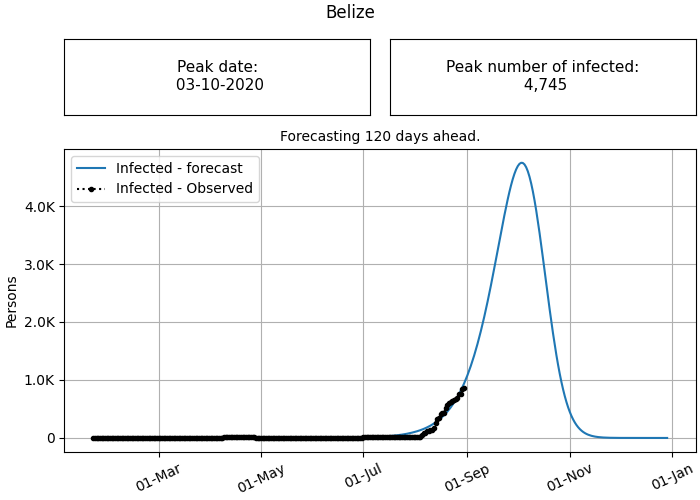 Belize
Peak date:
03-10-2020
Peak number of infected:
4,745
Forecasting 120 days ahead.
Infected - forecast
Infected - Observed
4.0K
3.0K
2.0K
1.0K
0
Persons
01-Mar
01-May
01-Jul
01-Sep
01-Nov
01-Jan